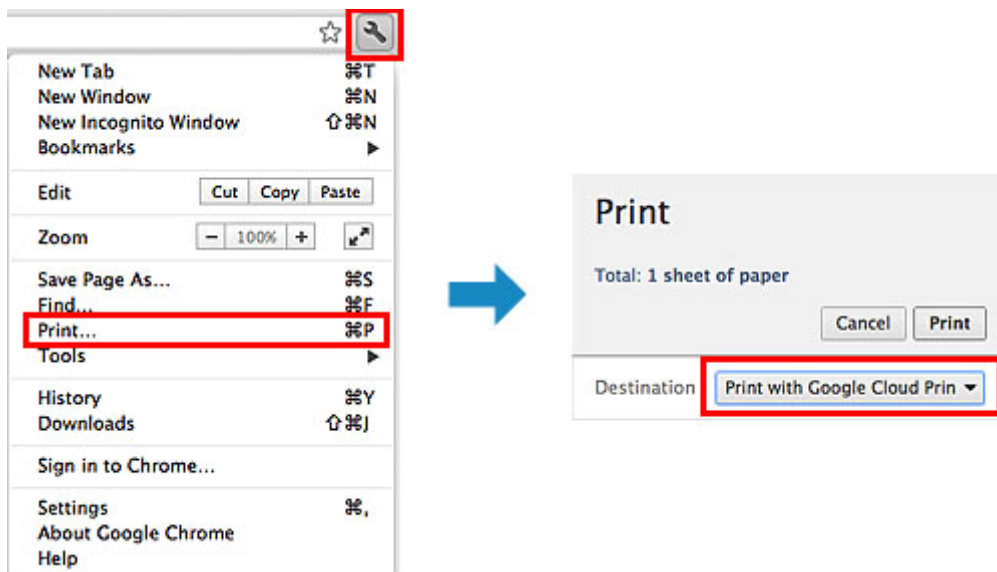 New Tab ⌘T
New Window ⌘N
New Incognito Window ⇧⌘N
Bookmarks ▶
Edit Cut Copy Paste
Zoom − 100% +
Save Page As... ⌘S
Find... ⌘F
Print... ⌘P
Tools ▶
History ⌘Y
Downloads ⇧⌘J
Sign in to Chrome...
Settings ⌘,
About Google Chrome
Help
Print
Total: 1 sheet of paper
Cancel Print
Destination Print with Google Cloud Prin